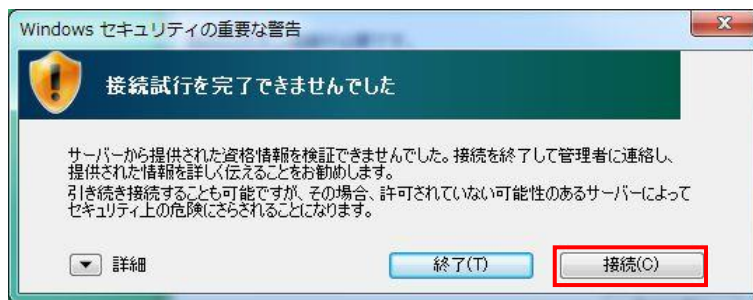 Windows セキュリティの重要な警告
接続試行を完了できませんでした
サーバーから提供された資格情報を検証できませんでした。接続を終了して管理者に連絡し、
提供された情報を詳しく伝えることをお勧めします。
引き続き接続することも可能ですが、その場合、許可されていない可能性のあるサーバーによって
セキュリティ上の危険にさらされることになります。
詳細 終了(T) 接続(C)